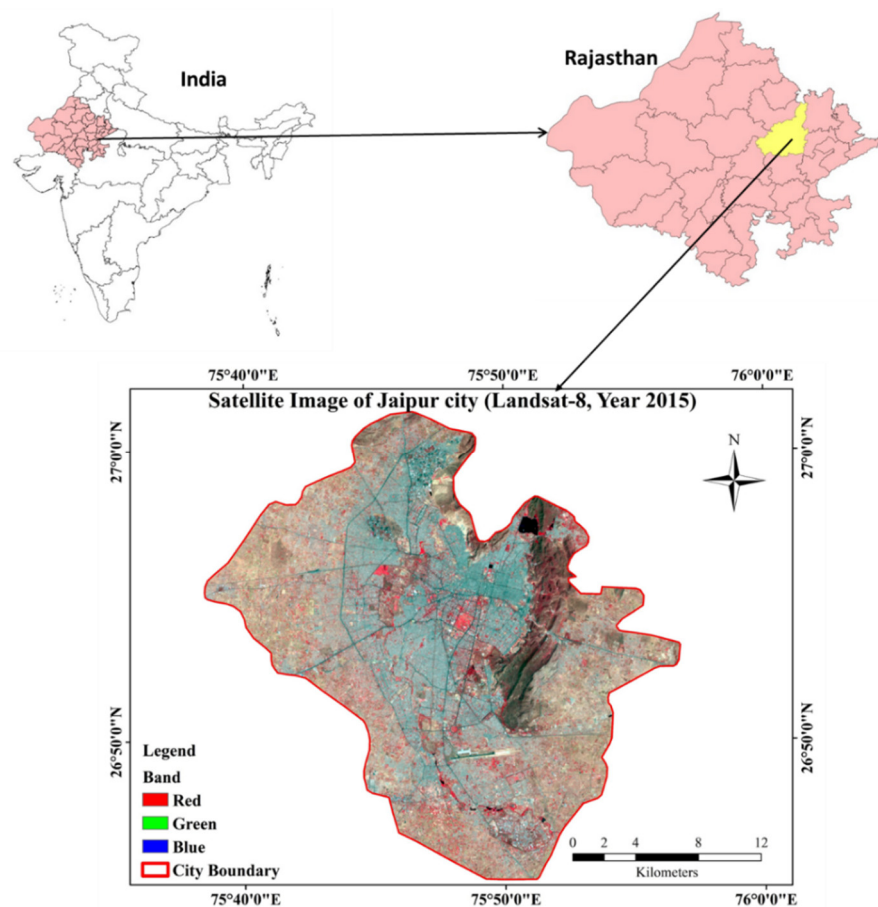 India
Rajasthan
75°40'0"E
75°50'0"E
76°0'0"E
Satellite Image of Jaipur city (Landsat-8, Year 2015)
27°0'0"N
27°0'0"N
N
26°50'0"N
26°50'0"N
Legend
Band
Red
Green
Blue
City Boundary
0 2 4 8 12
Kilometers
75°40'0"E
75°50'0"E
76°0'0"E